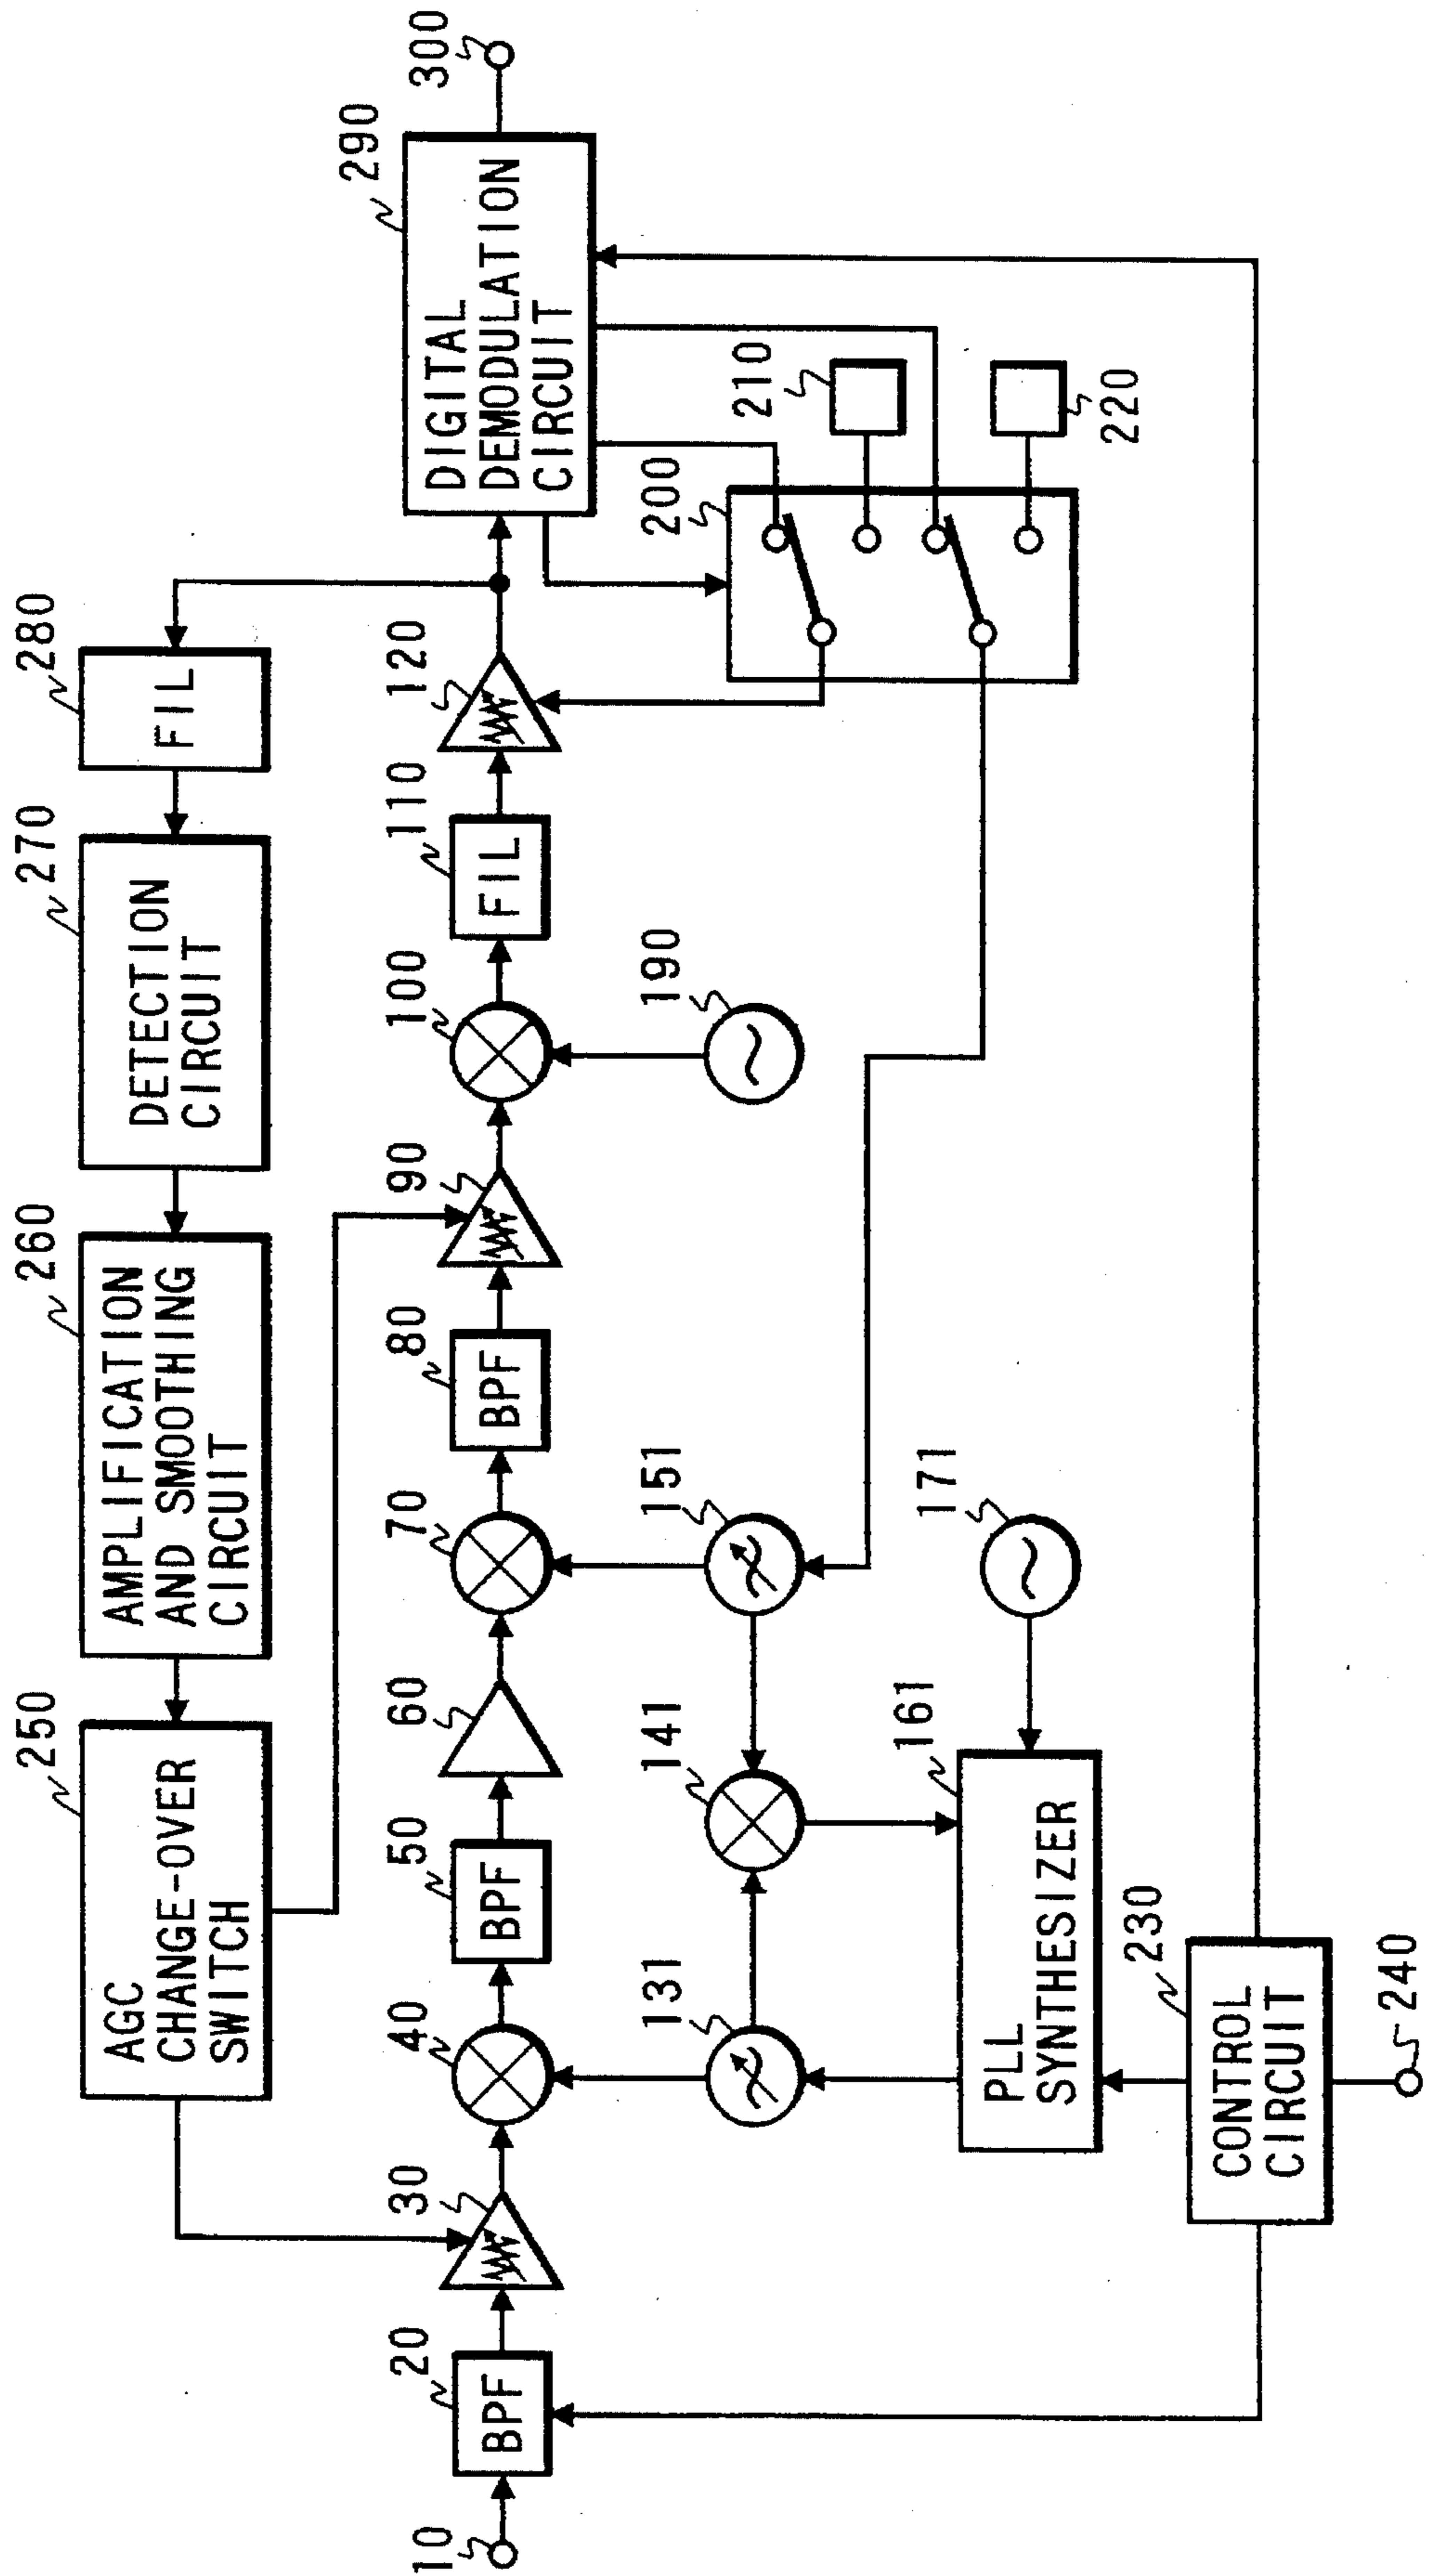 250
AGC
CHANGE-OVER
SWITCH
260
AMPLIFICATION
AND SMOOTHING
CIRCUIT
270
DETECTION
CIRCUIT
280
FIL
10
20
BPF
30
40
50
BPF
60
70
80
BPF
90
100
110
FIL
120
290
DIGITAL
DEMODULATION
CIRCUIT
300
131
141
151
190
200
210
220
161
PLL
SYNTHESIZER
171
230
CONTROL
CIRCUIT
240